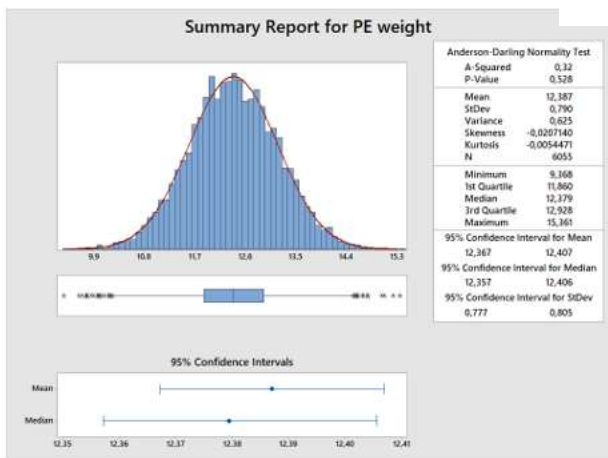 Summary Report for PE weight
Anderson-Darling Normality Test
A-Squared 0,32
P-Value 0,528
Mean 12,387
StDev 0,790
Variance 0,625
Skewness -0,0207140
Kurtosis -0,0054471
N 6055
Minimum 9,368
1st Quartile 11,860
Median 12,379
3rd Quartile 12,928
Maximum 15,361
95% Confidence Interval for Mean
12,367 12,407
95% Confidence Interval for Median
12,357 12,406
95% Confidence Interval for StDev
0,777 0,805
9,9 10,8 11,7 12,6 13,5 14,4 15,3
95% Confidence Intervals
Mean
Median
12,35 12,36 12,37 12,38 12,39 12,40 12,41